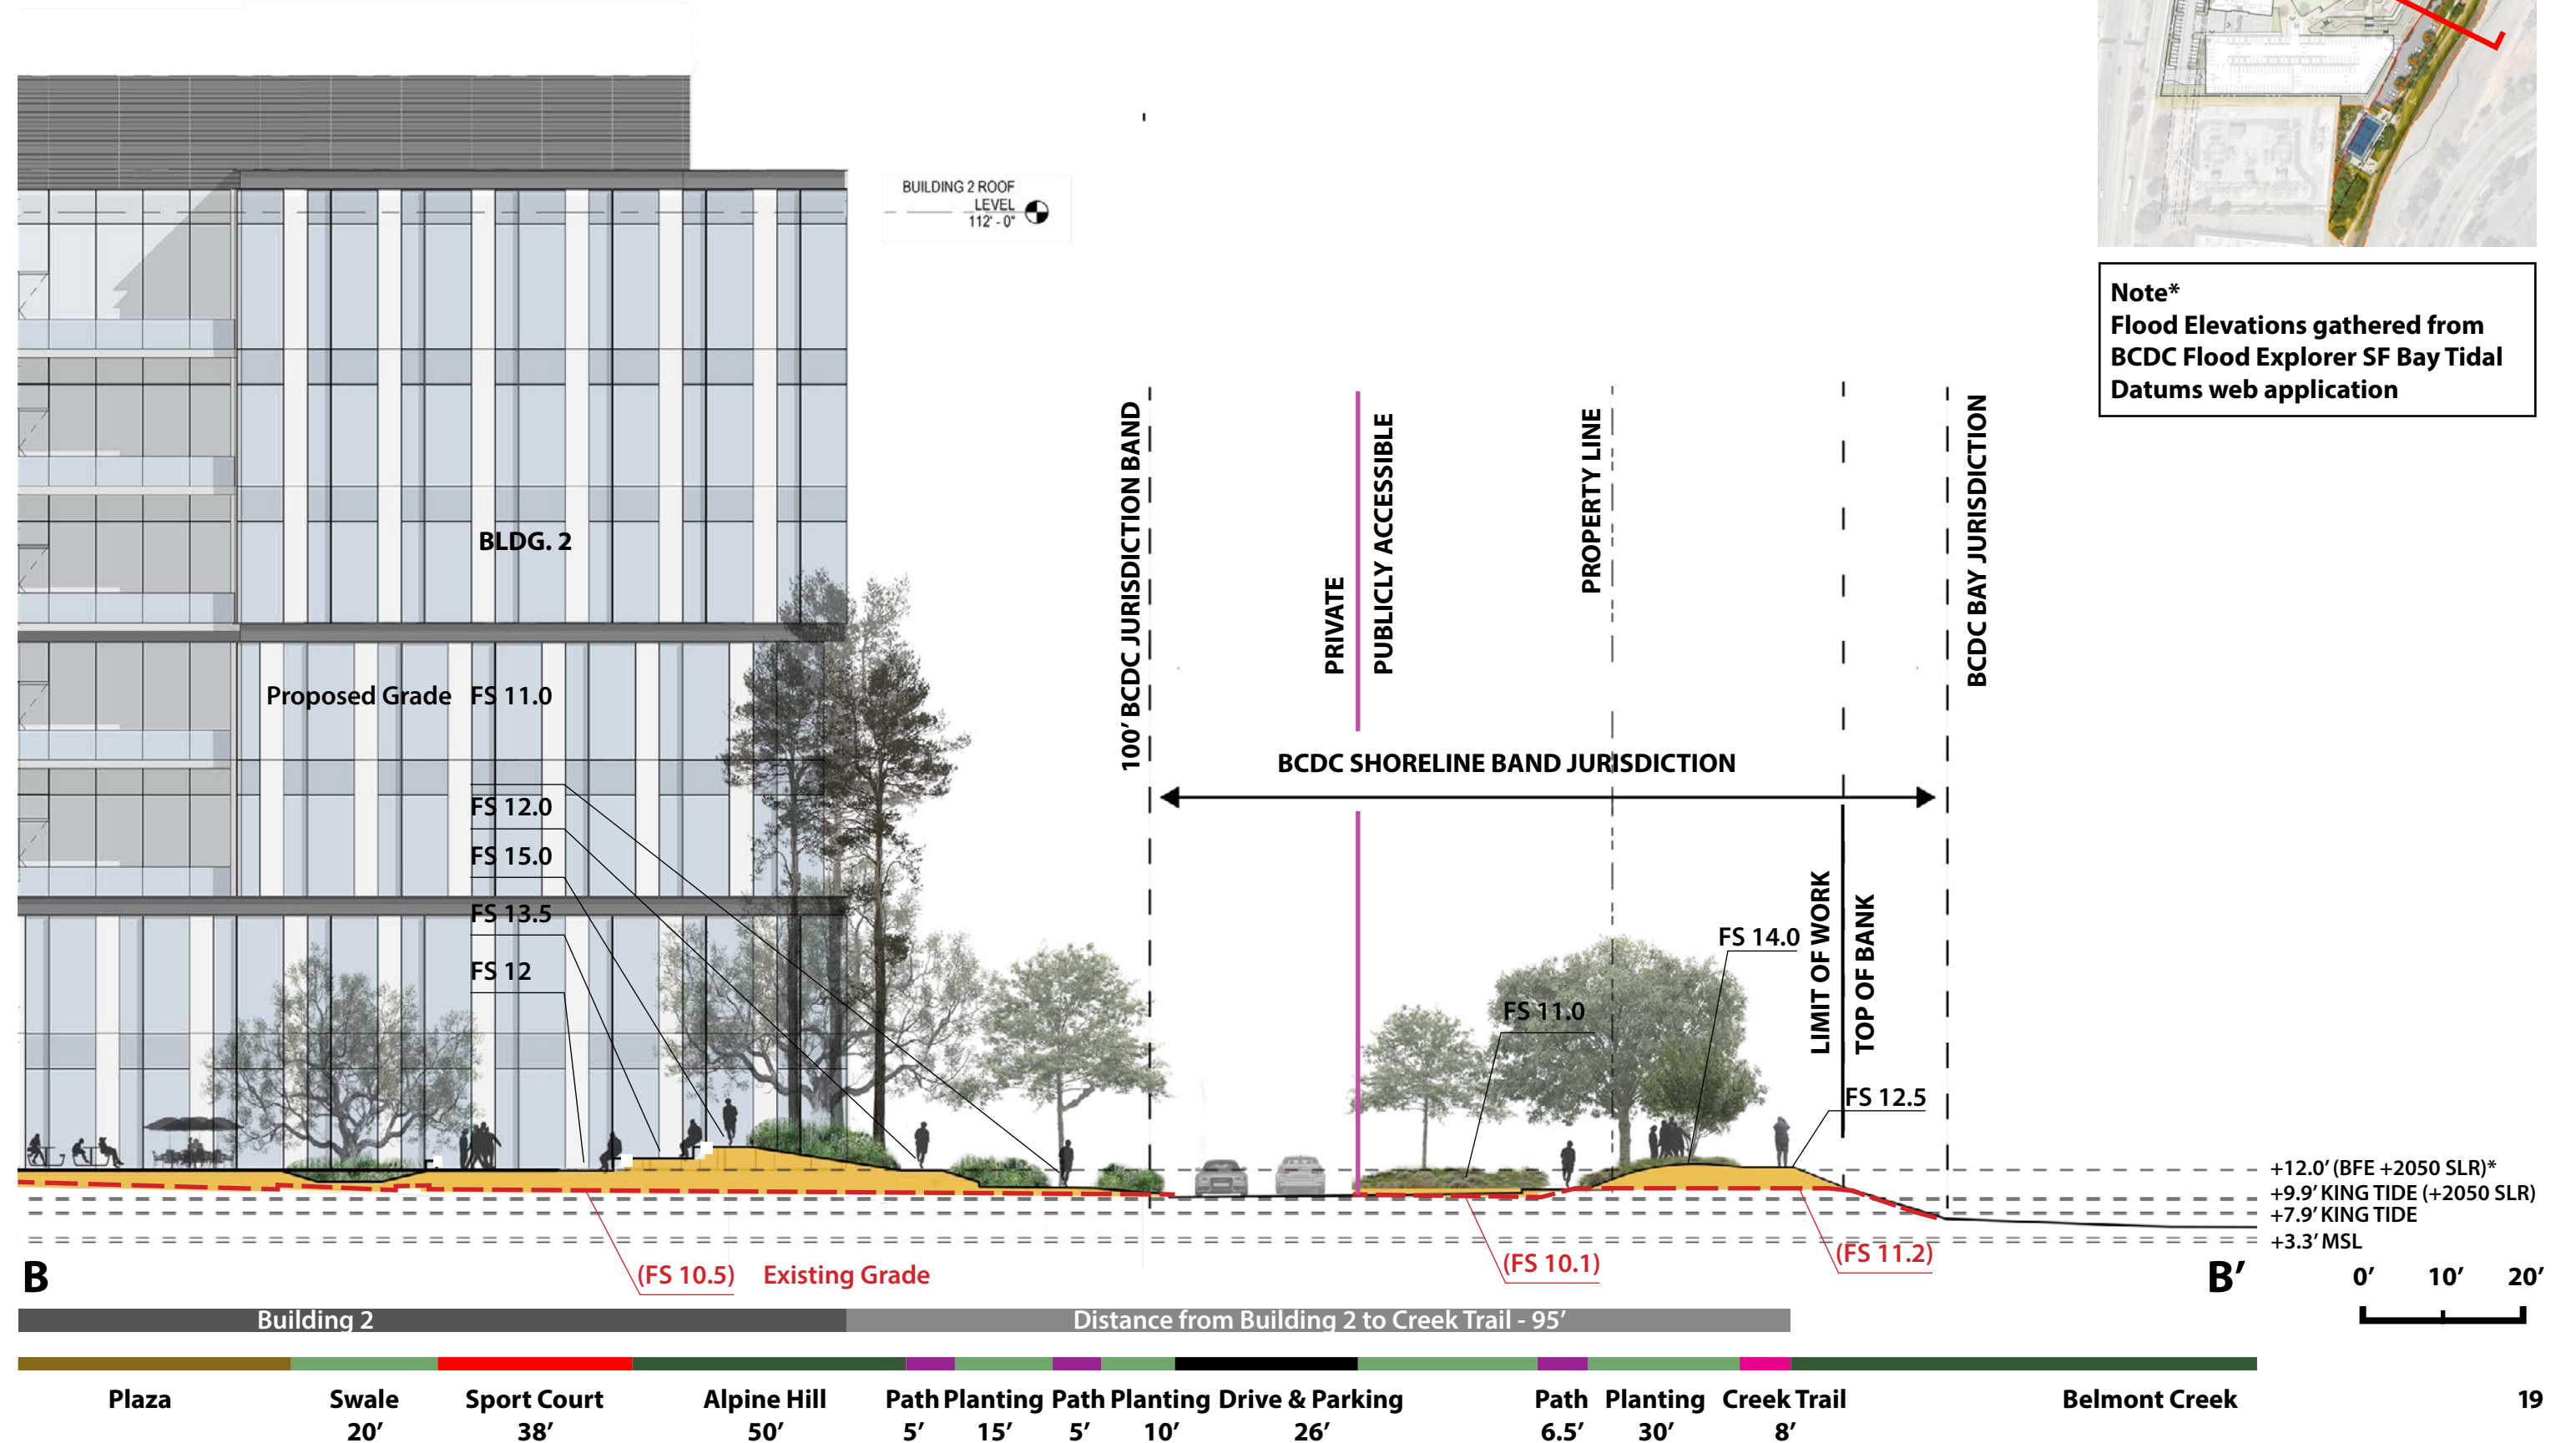 BUILDING 2 ROOF
LEVEL
112' - 0"
Note*
Flood Elevations gathered from
BCDC Flood Explorer SF Bay Tidal
Datums web application
BLDG. 2
100’ BCDC JURISDICTION BAND
PRIVATE
PUBLICLY ACCESSIBLE
PROPERTY LINE
BCDC BAY JURISDICTION
Proposed Grade FS 11.0
BCDC SHORELINE BAND JURISDICTION
FS 12.0
FS 15.0
FS 13.5
FS 12
FS 14.0
FS 11.0
LIMIT OF WORK
TOP OF BANK
FS 12.5
+12.0’ (BFE +2050 SLR)*
+9.9’ KING TIDE (+2050 SLR)
+7.9’ KING TIDE
+3.3’ MSL
(FS 10.5) Existing Grade
(FS 10.1)
(FS 11.2)
B
B’
0’ 10’ 20’
Building 2
Distance from Building 2 to Creek Trail - 95’
Plaza Swale Sport Court Alpine Hill Path Planting Path Planting Drive & Parking Path Planting Creek Trail Belmont Creek
20’ 38’ 50’ 5’ 15’ 5’ 10’ 26’ 6.5’ 30’ 8’
19